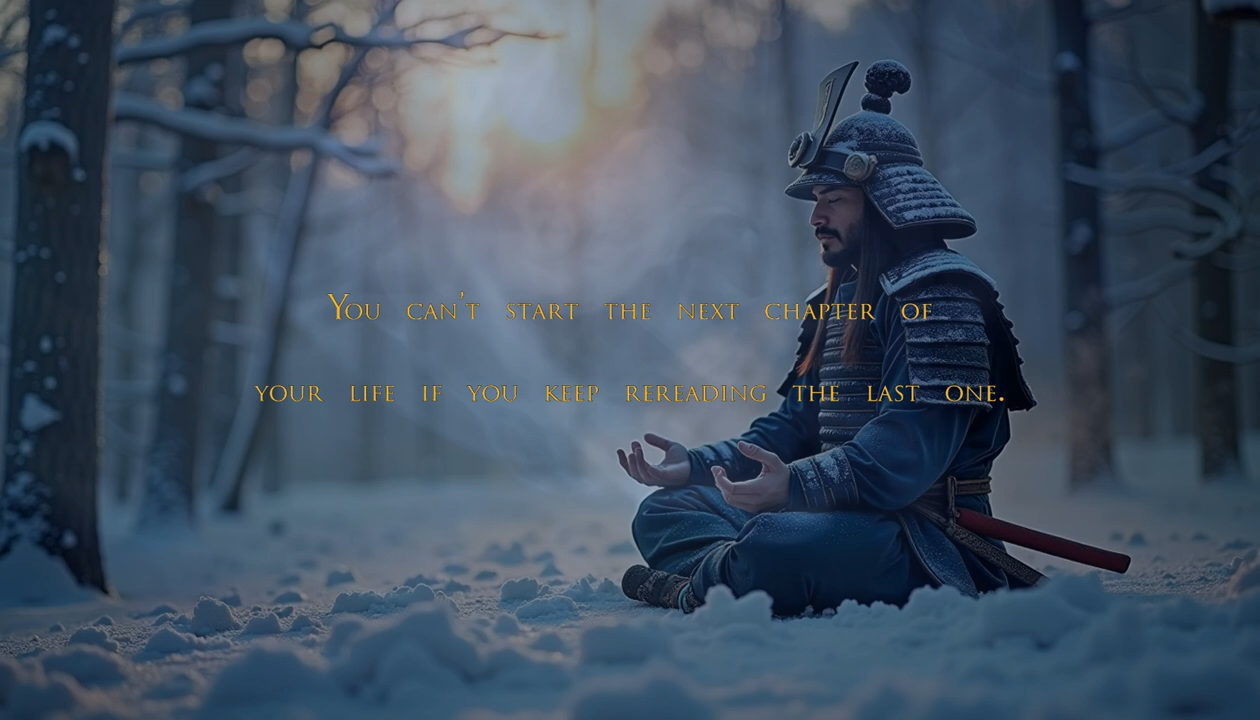 You can't start the next chapter of
your life if you keep rereading the last one.